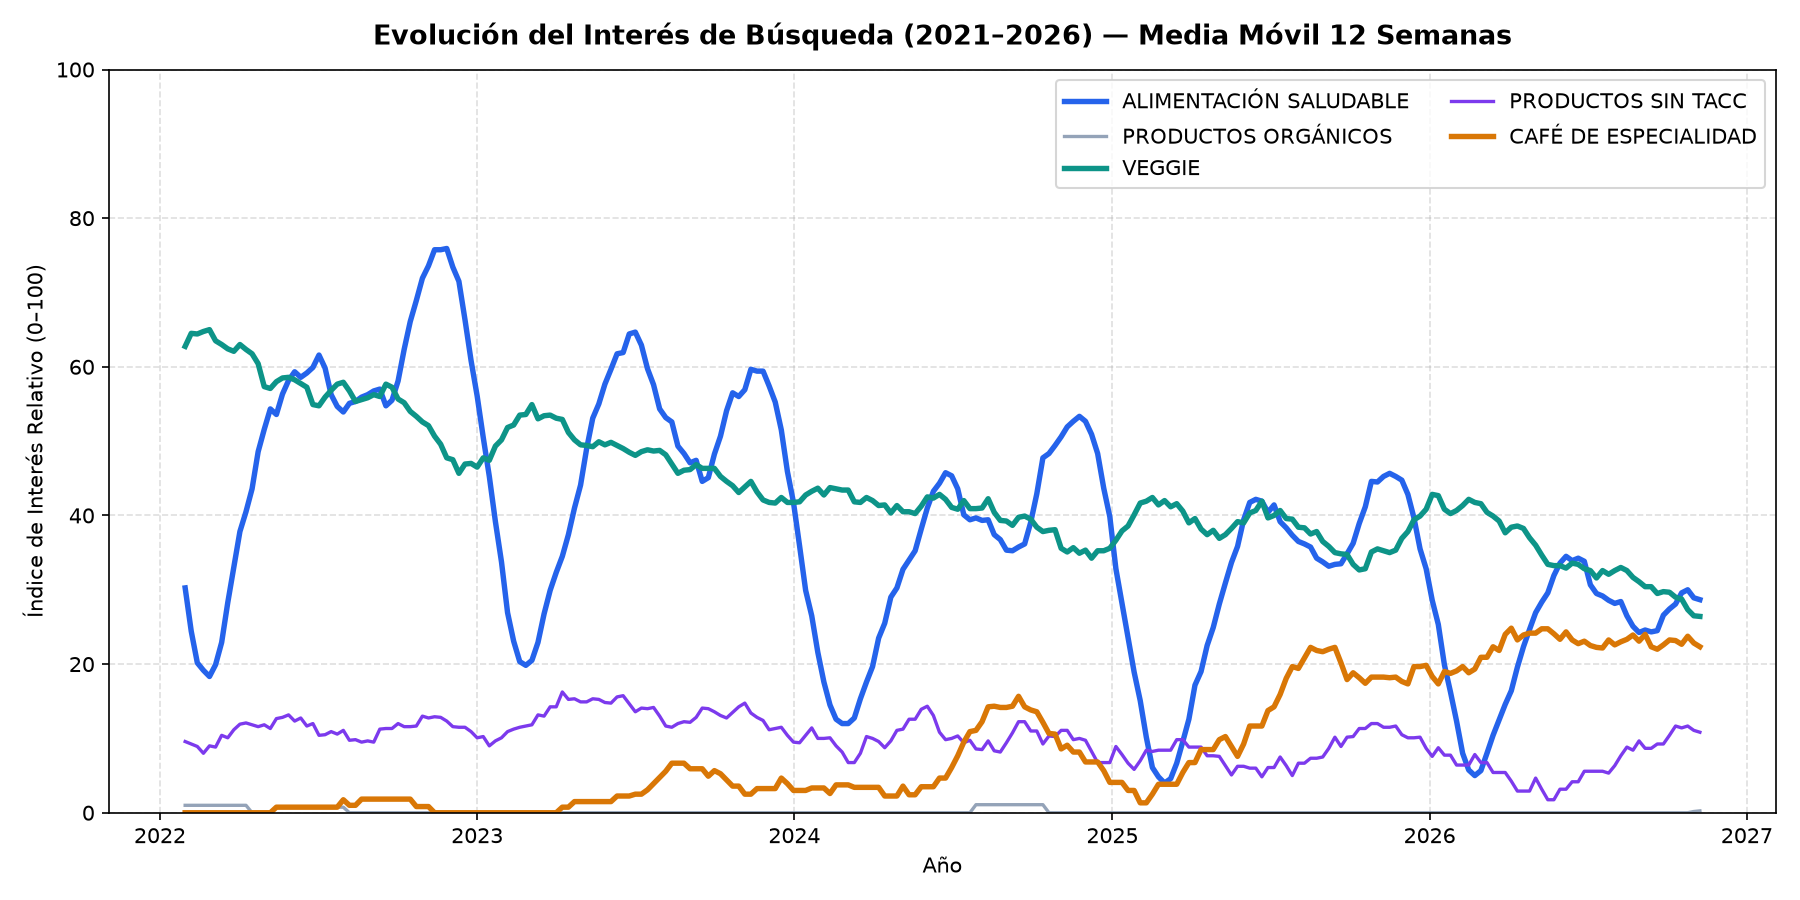 Evolución del Interés de Búsqueda (2021–2026) — Media Móvil 12 Semanas
Índice de Interés Relativo (0–100)
100
80
60
40
20
0
ALIMENTACIÓN SALUDABLE
PRODUCTOS ORGÁNICOS
VEGGIE
PRODUCTOS SIN TACC
CAFÉ DE ESPECIALIDAD
2022
2023
2024
2025
2026
2027
Año